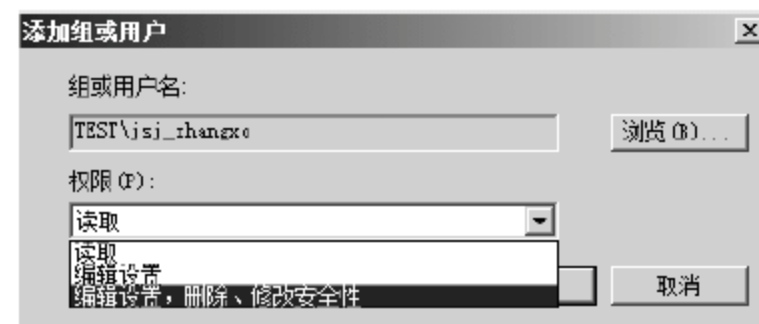 添加组或用户
组或用户名:
TEST\jsj_zhangxc
浏览(B)...
权限(P):
读取
读取
编辑设置
编辑设置，删除、修改安全性
取消